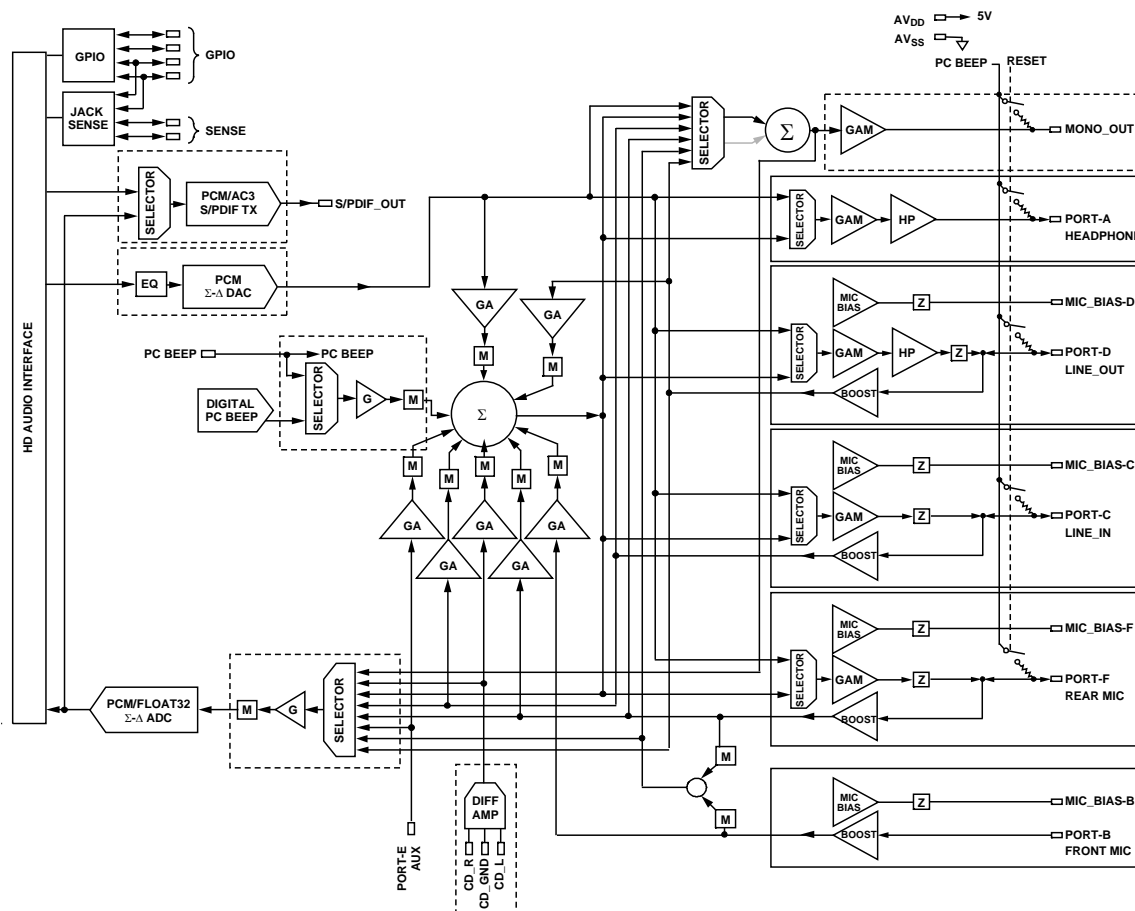 AVDD
5V
AVSS
PC BEEP
RESET
GPIO
GPIO
JACK
SENSE
SENSE
SELECTOR
PCM/AC3
S/PDIF TX
S/PDIF_OUT
EQ
PCM
Σ-Δ DAC
HD AUDIO INTERFACE
PC BEEP
PC BEEP
DIGITAL
PC BEEP
SELECTOR
G
M
GA
GA
M
M
Σ
M
M
M
M
M
GA
GA
GA
GA
GA
SELECTOR
Σ
GAM
MONO_OUT
SELECTOR
GAM
HP
PORT-A
HEADPHONE
MIC
BIAS
Z
MIC_BIAS-D
SELECTOR
GAM
HP
Z
PORT-D
LINE_OUT
BOOST
MIC
BIAS
Z
MIC_BIAS-C
SELECTOR
GAM
Z
PORT-C
LINE_IN
BOOST
MIC
BIAS
Z
MIC_BIAS-F
SELECTOR
GAM
Z
PORT-F
REAR MIC
BOOST
PCM/FLOAT32
Σ-Δ ADC
M
G
SELECTOR
M
M
MIC
BIAS
Z
MIC_BIAS-B
BOOST
PORT-B
FRONT MIC
DIFF
AMP
PORT-E
AUX
CD_R
CD_GND
CD_L